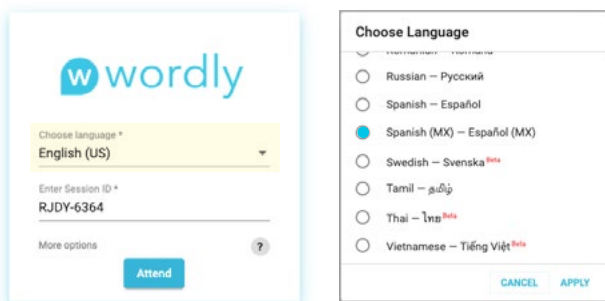 w wordly
Choose language *
English (US)
Enter Session ID *
RJDY-6364
More options
?
Attend
Choose Language
Russian — Русский
Spanish — Español
Spanish (MX) — Español (MX)
Swedish — Svenska Beta
Tamil — தமிழ்
Thai — ไทย Beta
Vietnamese — Tiếng Việt Beta
CANCEL APPLY